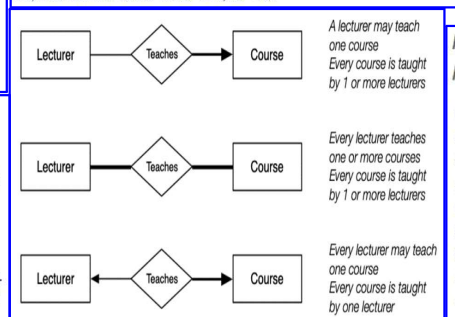 Lecturer Teaches Course
A lecturer may teach
one course
Every course is taught
by 1 or more lecturers
Lecturer Teaches Course
Every lecturer teaches
one or more courses
Every course is taught
by 1 or more lecturers
Lecturer Teaches Course
Every lecturer may teach
one course
Every course is taught
by one lecturer